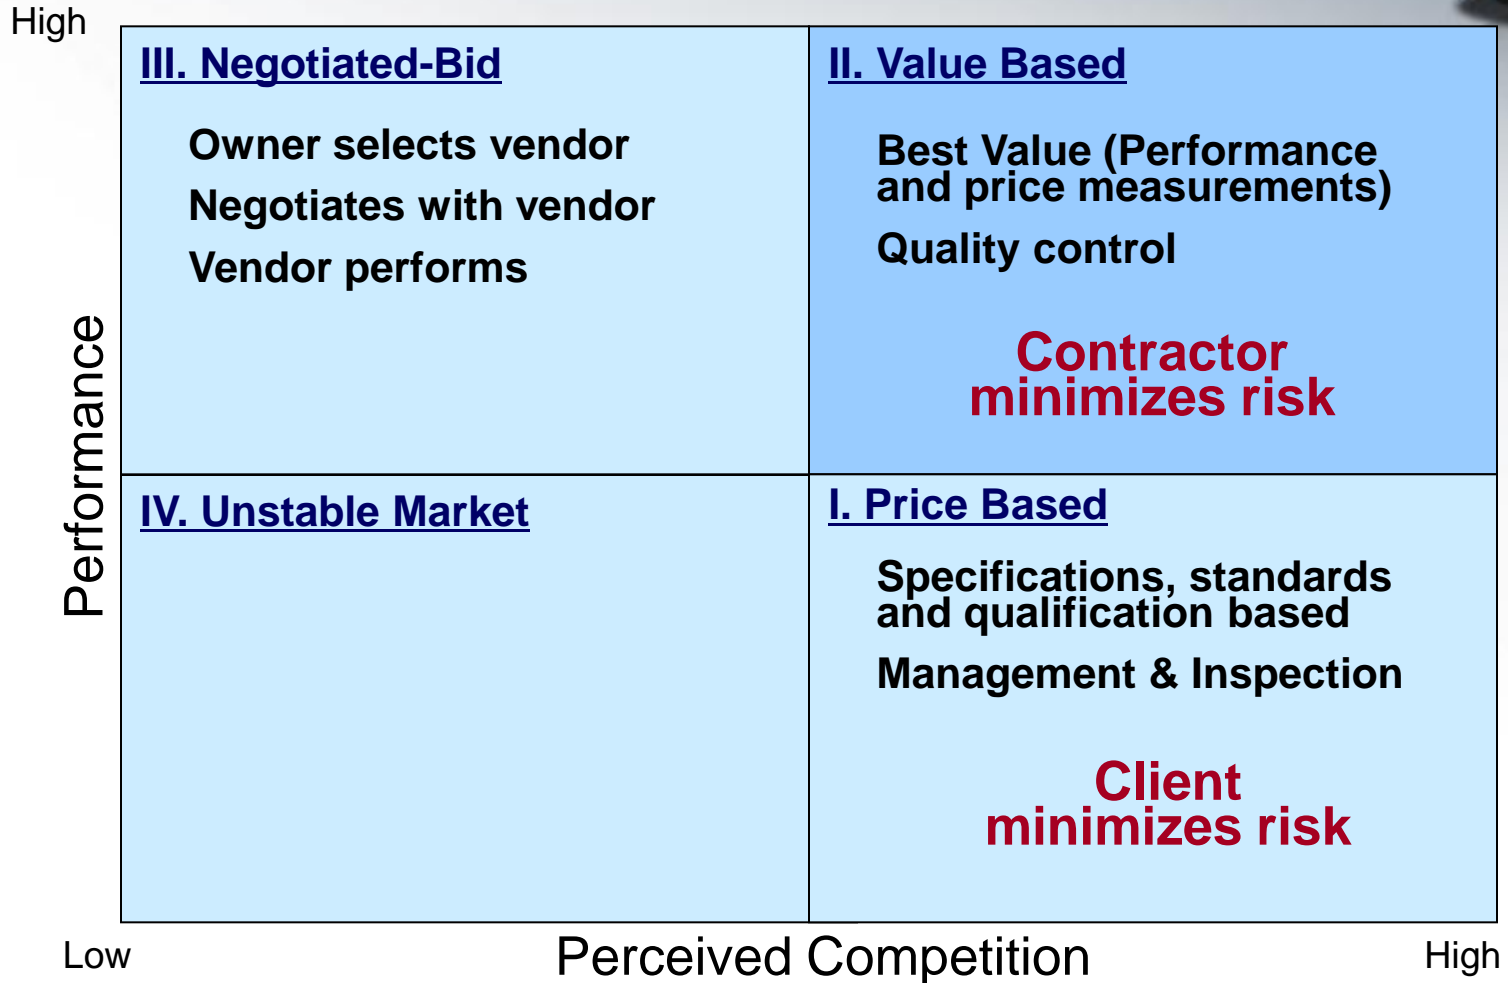 High
III. Negotiated-Bid
Owner selects vendor
Negotiates with vendor
Vendor performs
II. Value Based
Best Value (Performance
and price measurements)
Quality control
Contractor
minimizes risk
Performance
IV. Unstable Market
I. Price Based
Specifications, standards
and qualification based
Management & Inspection
Client
minimizes risk
Low
Perceived Competition
High